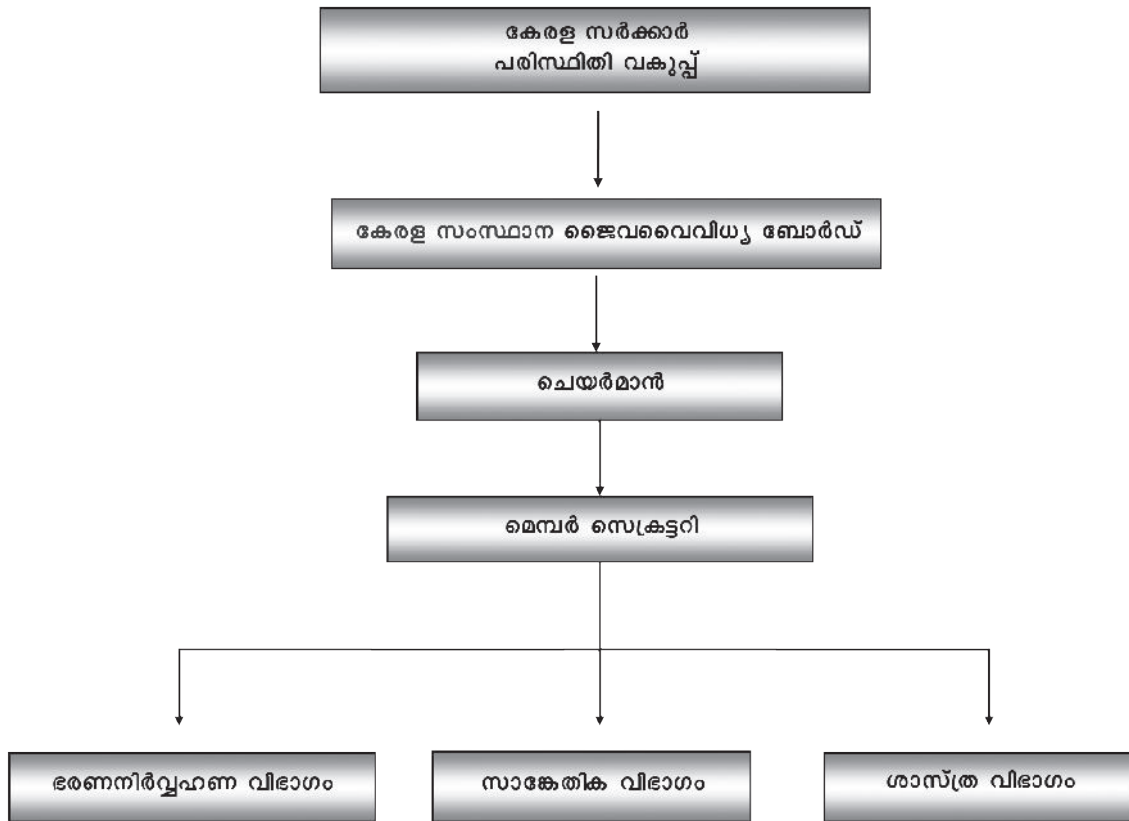 കേരള സർക്കാർ
പരിസ്ഥിതി വകുപ്പ്
കേരള സംസ്ഥാന ജൈവവൈവിധ്യ ബോർഡ്
ചെയർമാൻ
മെമ്പർ സെക്രട്ടറി
ഭരണനിർവ്വഹണ വിഭാഗം
സാങ്കേതിക വിഭാഗം
ശാസ്ത്ര വിഭാഗം